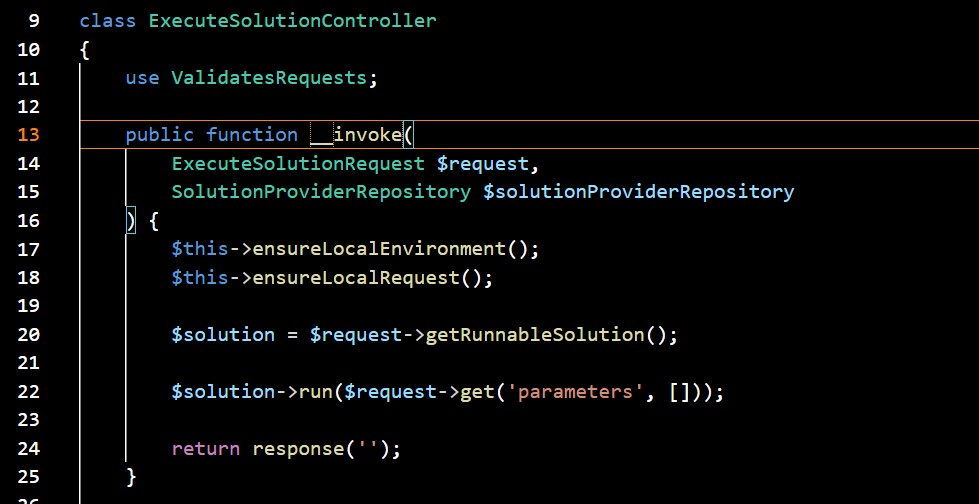 9 class ExecuteSolutionController
10 {
11 use ValidatesRequests;
12
13 public function __invoke(
14 ExecuteSolutionRequest $request,
15 SolutionProviderRepository $solutionProviderRepository
16 ) {
17 $this->ensureLocalEnvironment();
18 $this->ensureLocalRequest();
19
20 $solution = $request->getRunnableSolution();
21
22 $solution->run($request->get('parameters', []));
23
24 return response('');
25 }